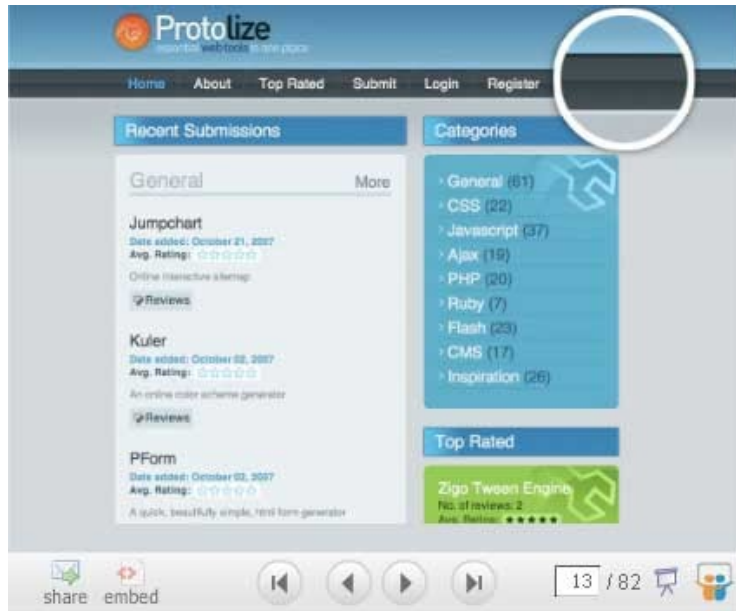 Protolize
essential web tools in one place
Home About Top Rated Submit Login Register
Recent Submissions
General More
Jumpchart
Date added: October 21, 2007
Avg. Rating:
Online interactive sitemap
Reviews
Kuler
Date added: October 02, 2007
Avg. Rating:
An online color scheme generator
Reviews
PForm
Date added: October 02, 2007
Avg. Rating:
A quick, beautifully simple, html form generator
Categories
General (61)
CSS (22)
Javascript (37)
Ajax (19)
PHP (20)
Ruby (7)
Flash (23)
CMS (17)
Inspiration (26)
Top Rated
Zigo Tween Engine
No. of reviews: 2
Avg. Rating: ★★★★★
share embed 13 / 82